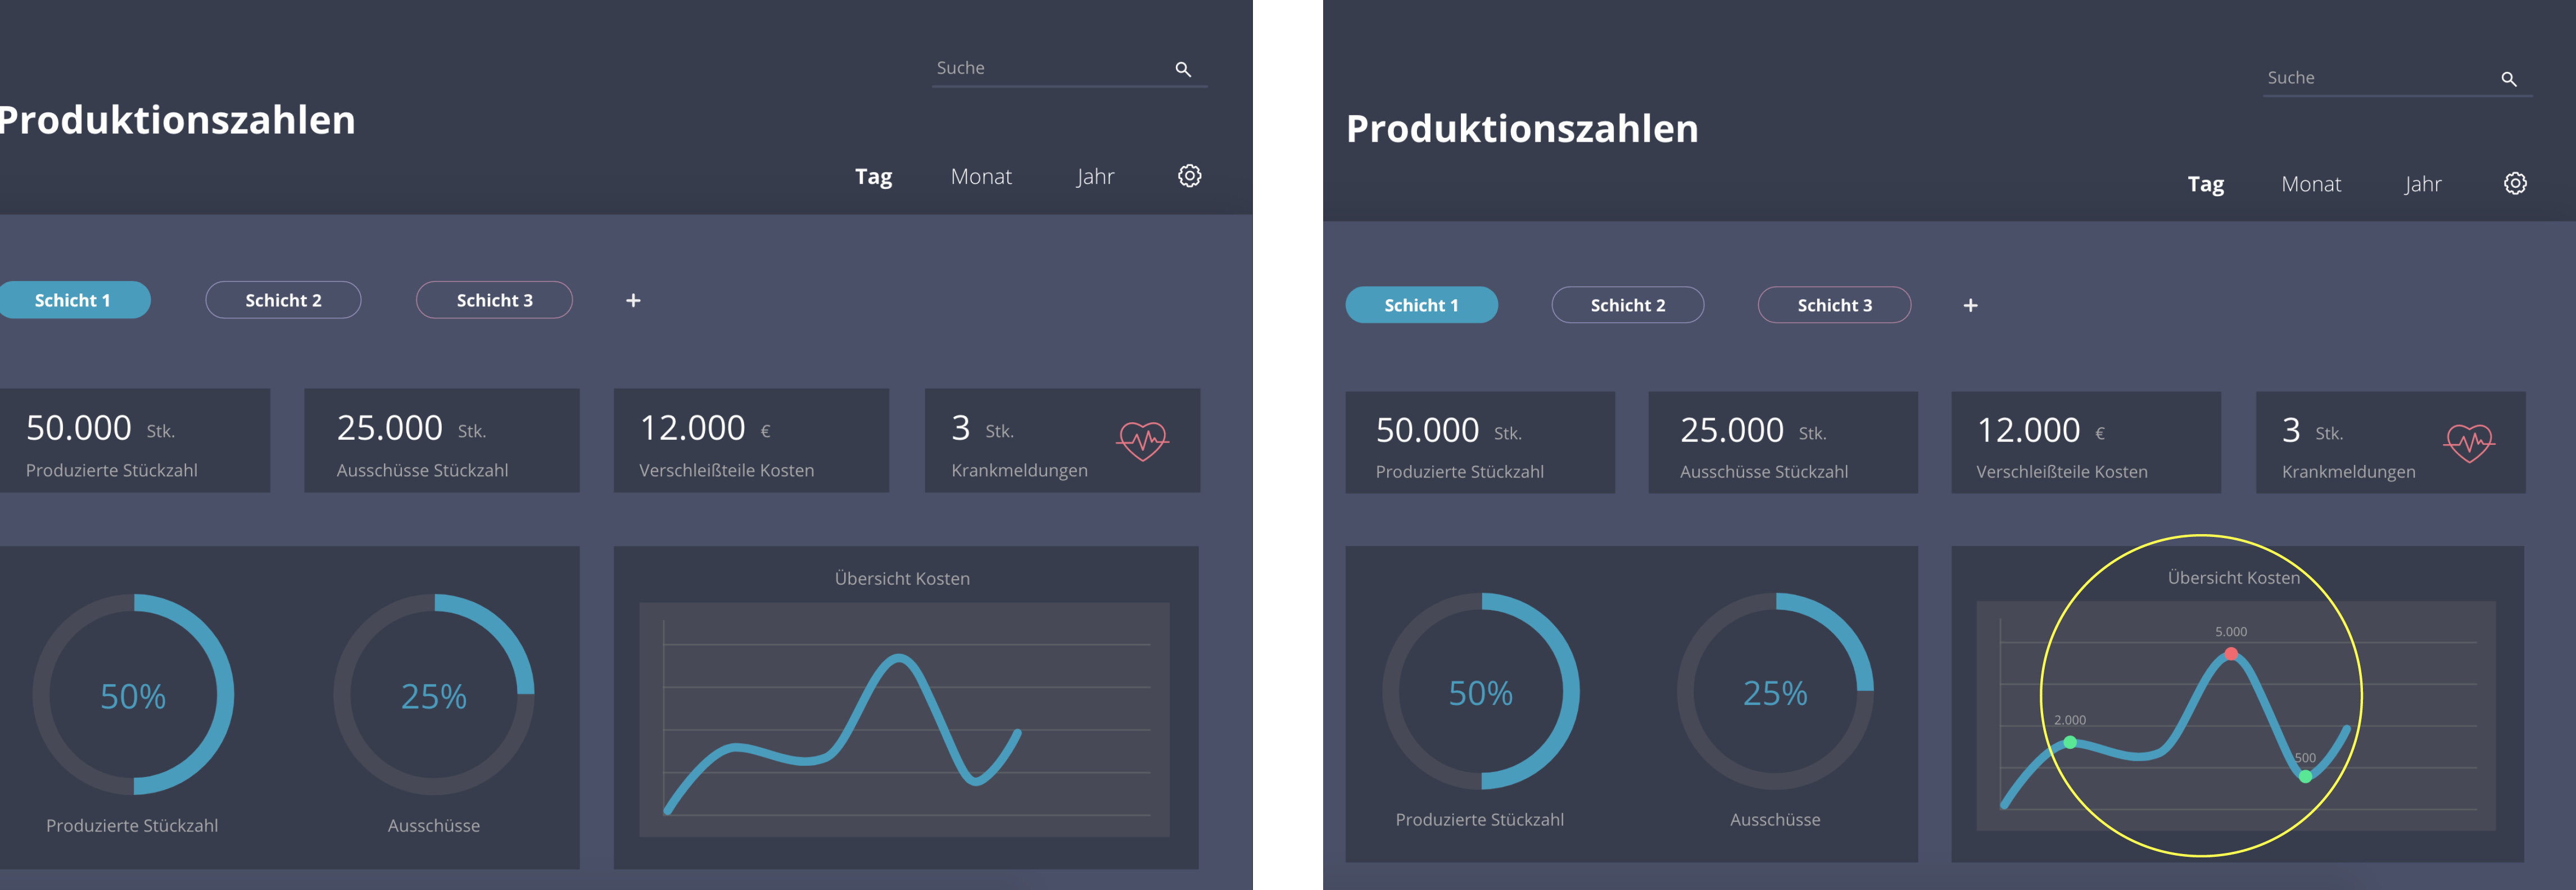 Suche
Produktionszahlen
Tag Monat Jahr
Schicht 1 Schicht 2 Schicht 3 +
50.000 Stk. 25.000 Stk. 12.000 € 3 Stk.
Produzierte Stückzahl Ausschüsse Stückzahl Verschleißteile Kosten Krankmeldungen
Übersicht Kosten
50% 25%
Produzierte Stückzahl Ausschüsse
Suche
Produktionszahlen
Tag Monat Jahr
Schicht 1 Schicht 2 Schicht 3 +
50.000 Stk. 25.000 Stk. 12.000 € 3 Stk.
Produzierte Stückzahl Ausschüsse Stückzahl Verschleißteile Kosten Krankmeldungen
Übersicht Kosten
5.000
50% 25%
2.000
500
Produzierte Stückzahl Ausschüsse